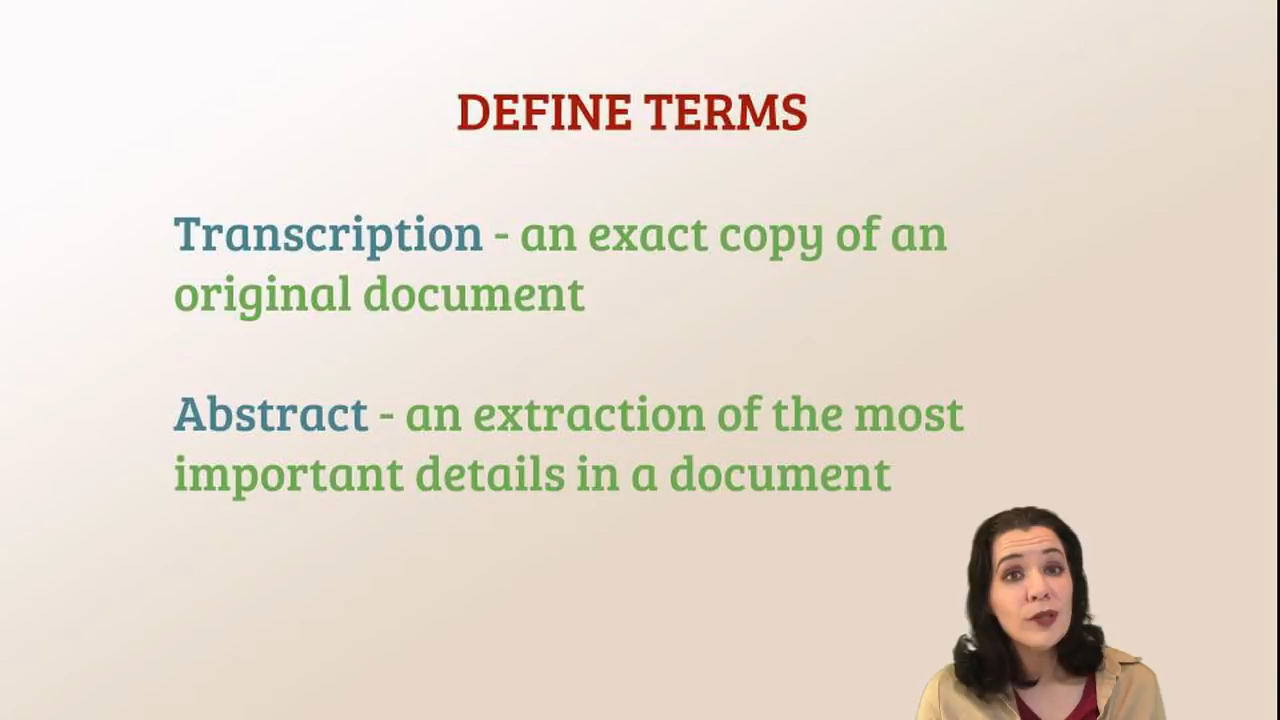 DEFINE TERMS
Transcription - an exact copy of an
original document
Abstract - an extraction of the most
important details in a document